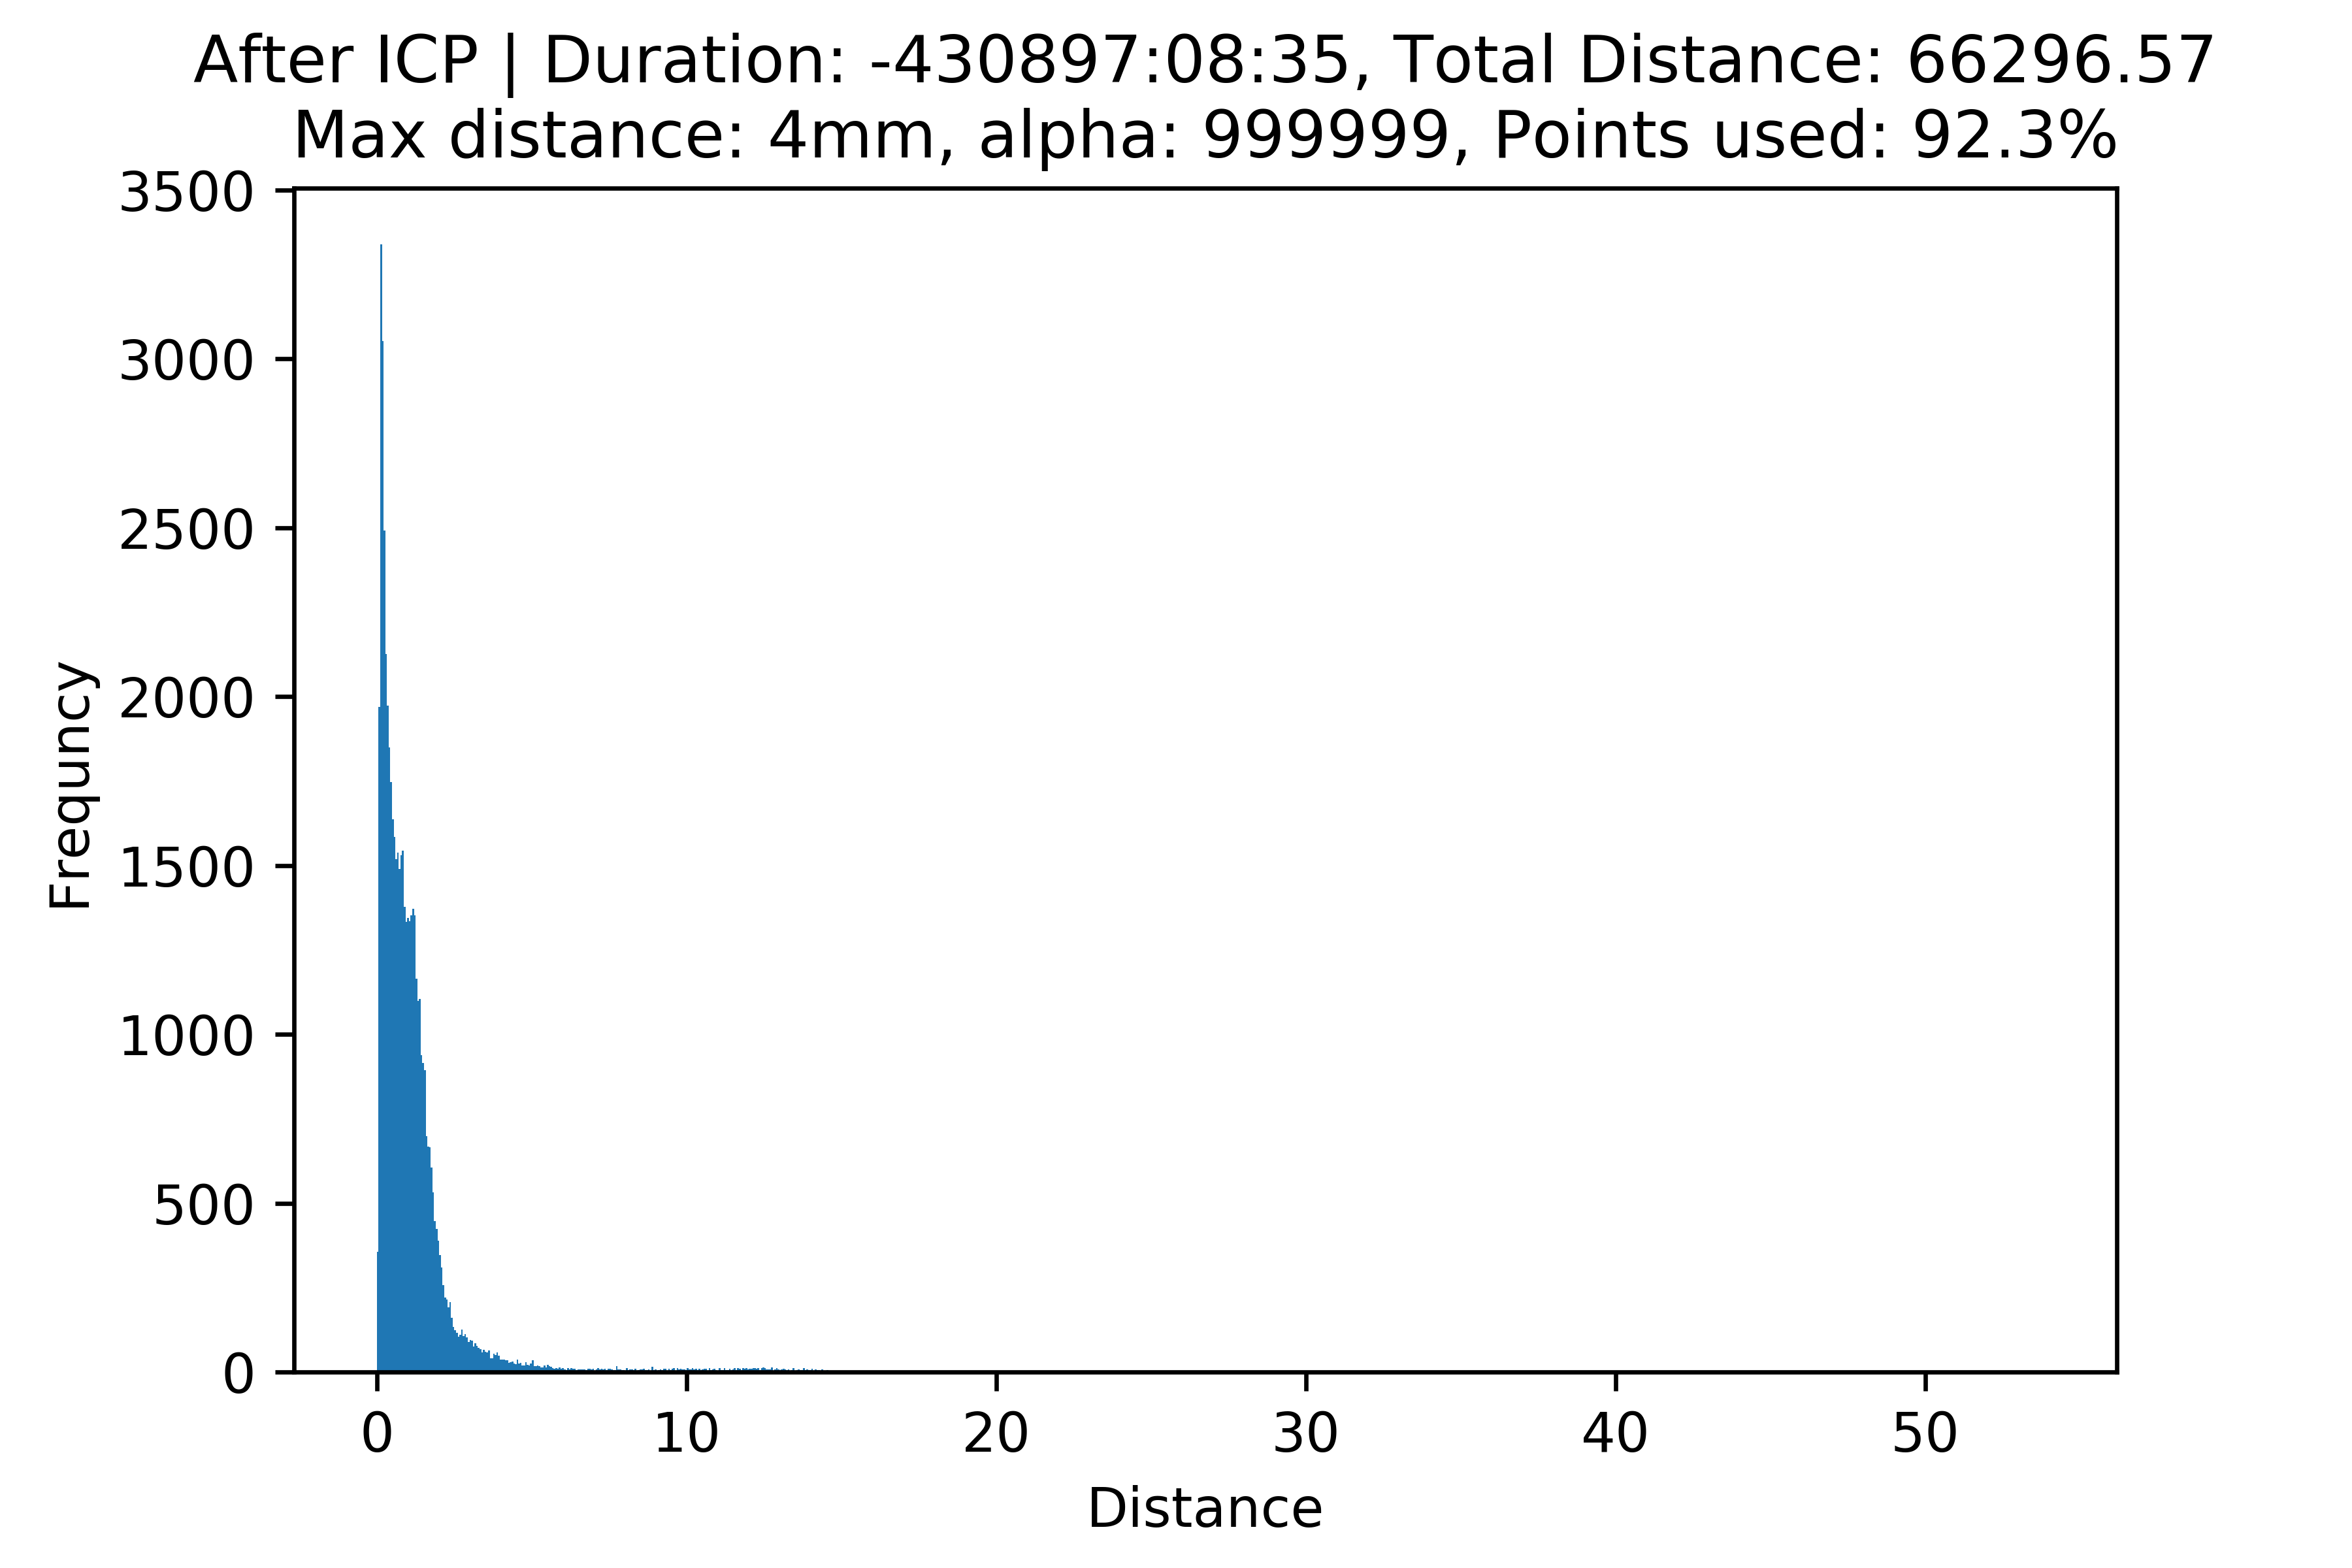 After ICP | Duration: -430897:08:35, Total Distance: 66296.57
Max distance: 4mm, alpha: 999999, Points used: 92.3%
3500
3000
2500
2000
1500
1000
500
0
Frequncy
0 10 20 30 40 50
Distance